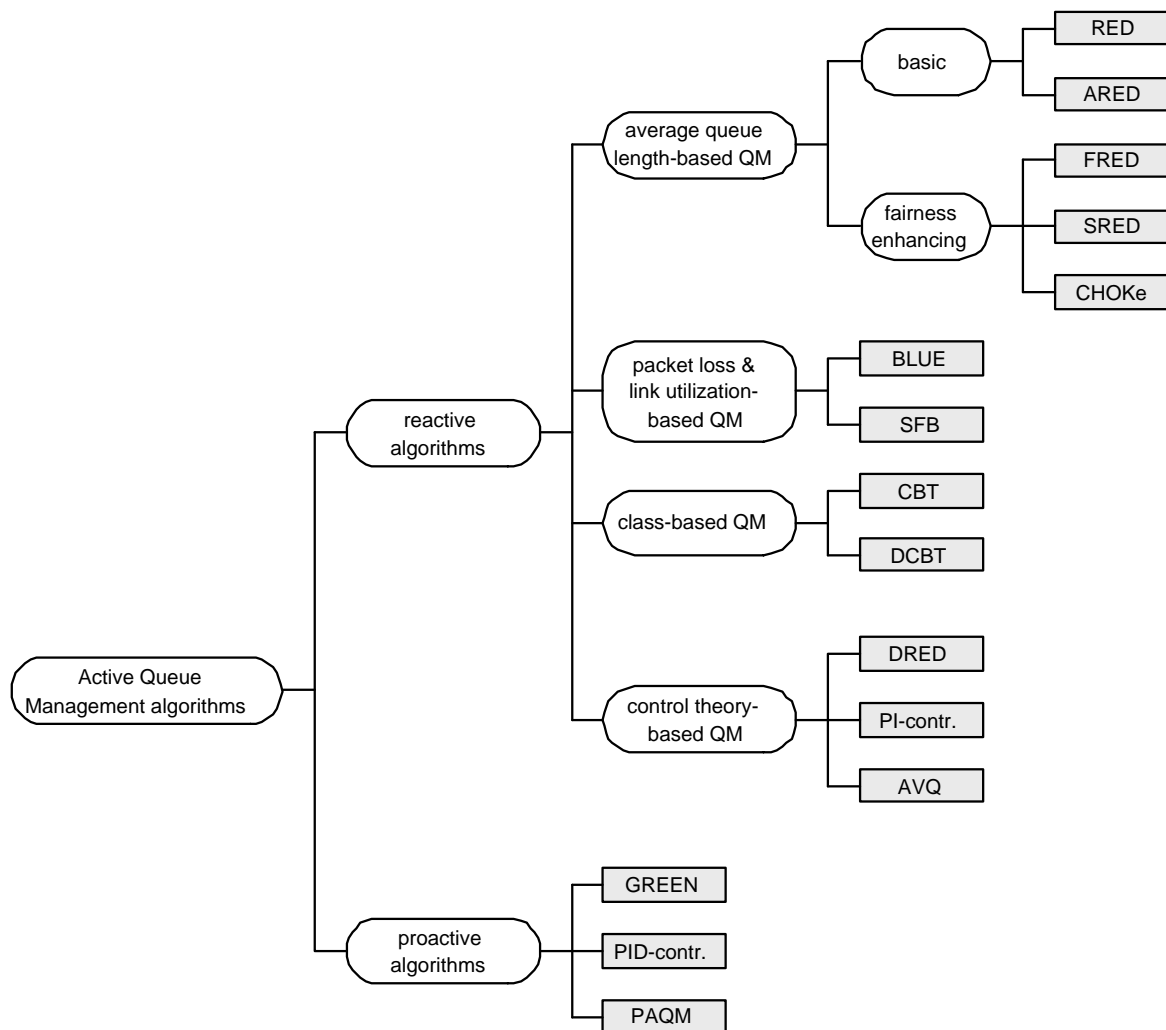 RED
basic
ARED
average queue
length-based QM
FRED
fairness
enhancing
SRED
CHOKe
packet loss &
link utilization-
based QM
BLUE
SFB
reactive
algorithms
CBT
class-based QM
DCBT
DRED
Active Queue
Management algorithms
control theory-
based QM
PI-contr.
AVQ
GREEN
proactive
algorithms
PID-contr.
PAQM